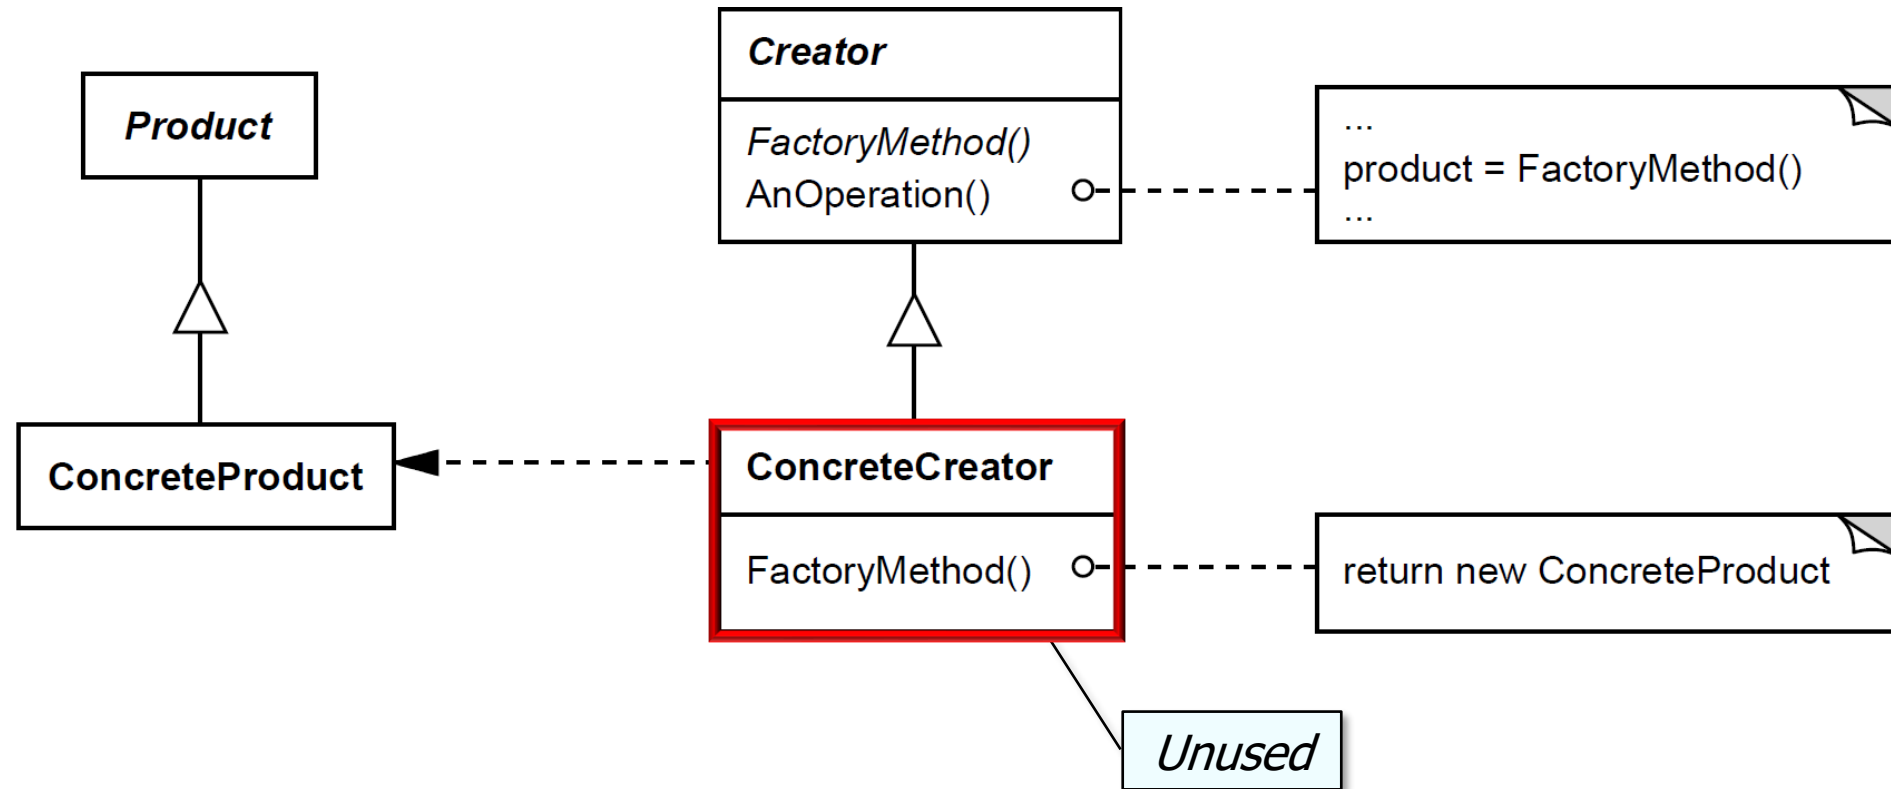 Product
ConcreteProduct
Creator
FactoryMethod()
AnOperation()
...
product = FactoryMethod()
...
ConcreteCreator
FactoryMethod()
return new ConcreteProduct
Unused